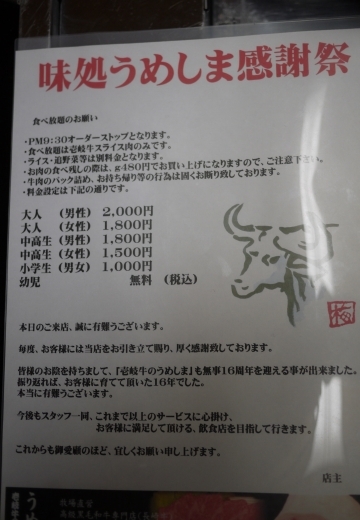 味処うめしま感謝祭
食べ放題のお願い
・PM9:30オーダーストップとなります。
・食べ放題は壱岐牛スライス肉のみです。
・ライス・追野菜等は別料金となります。
・お肉の食べ残しの際は、g480円でお買い上げになりますので、ご注意下さい。
・牛肉のパック詰め、お持ち帰り等の行為は固くお断り致しております。
・料金設定は下記の通りです。
大人 (男性) 2,000円
大人 (女性) 1,800円
中高生 (男性) 1,800円
中高生 (女性) 1,500円
小学生 (男女) 1,000円
幼児 無料 (税込)
梅
本日のご来店、誠に有難うございます。
毎度、お客様には当店をお引き立て賜り、厚く感謝致しております。
皆様のお陰を持ちまして、「壱岐牛のうめしま」も無事16周年を迎える事が出来ました。
振り返れば、お客様に育てて頂いた16年でした。
本当に有難うございます。
今後もスタッフ一同、これまで以上のサービスに心掛け、
お客様に満足して頂ける、飲食店を目指して行きます。
これからも御愛顧のほど、宜しくお願い申し上げます。
店主
牧場直営